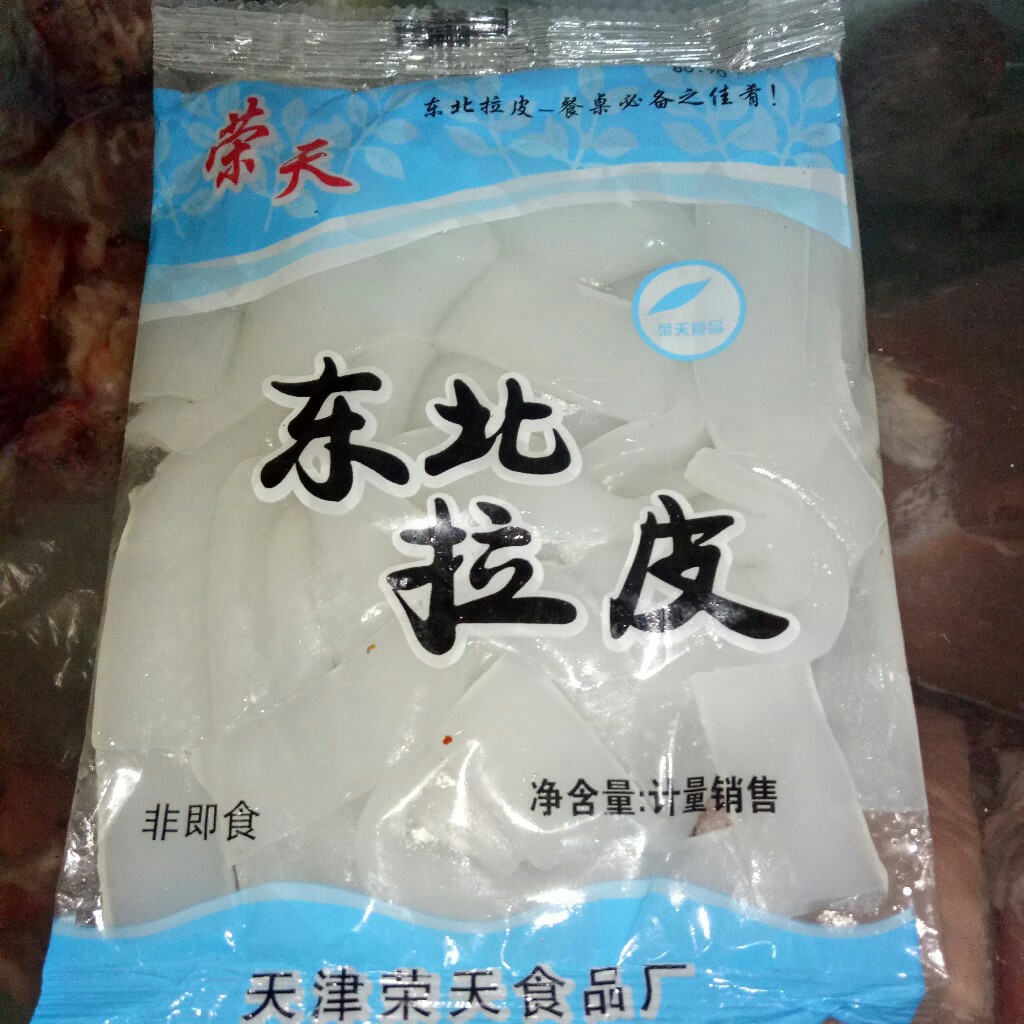 东北拉皮_餐桌必备之佳肴!
荣天
荣天食品
东北
拉皮
净含量:计量销售
非即食
天津荣天食品厂